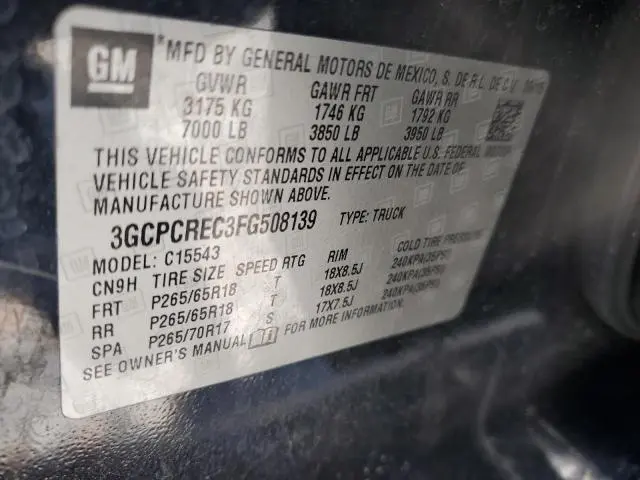 GM
*MFD BY GENERAL MOTORS DE MEXICO, S. DE R.L. DE C.V.
GVWR GAWR FRT GAWR RR
3175 KG 1746 KG 1792 KG
7000 LB 3850 LB 3950 LB
THIS VEHICLE CONFORMS TO ALL APPLICABLE U.S. FEDERAL MOTOR
VEHICLE SAFETY STANDARDS IN EFFECT ON THE DATE OF
MANUFACTURE SHOWN ABOVE.
3GCPCREC3FG508139 TYPE: TRUCK
MODEL: C15543
CN9H TIRE SIZE SPEED RTG RIM COLD TIRE PRESSURE
FRT P265/65R18 T 18X8.5J 240KPA(35PSI)
RR P265/65R18 T 18X8.5J 240KPA(35PSI)
SPA P265/70R17 S 17X7.5J 240KPA(35PSI)
SEE OWNER'S MANUAL